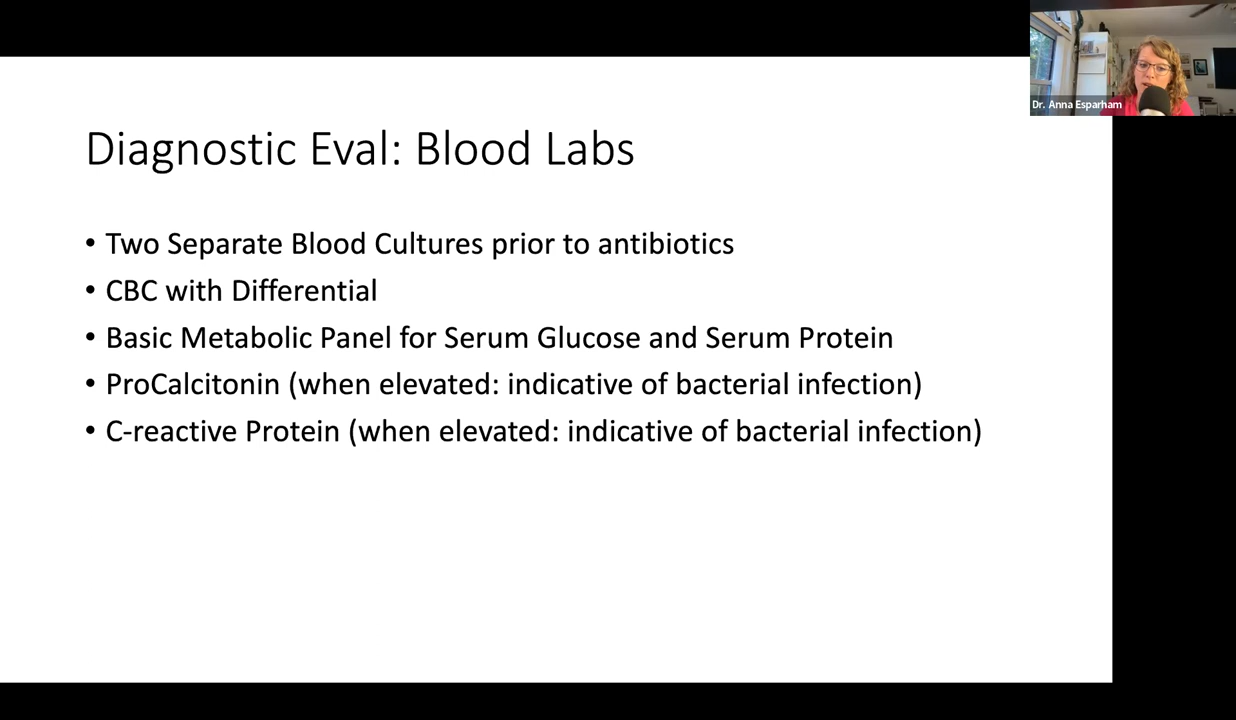 Dr. Anna Esparham
Diagnostic Eval: Blood Labs
• Two Separate Blood Cultures prior to antibiotics
• CBC with Differential
• Basic Metabolic Panel for Serum Glucose and Serum Protein
• ProCalcitonin (when elevated: indicative of bacterial infection)
• C-reactive Protein (when elevated: indicative of bacterial infection)